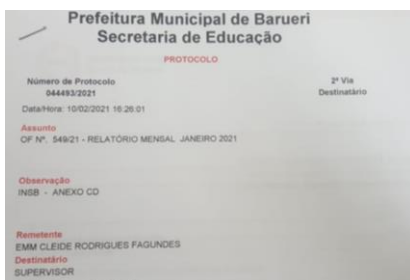 Prefeitura Municipal de Barueri
Secretaria de Educação
PROTOCOLO
Número de Protocolo
044493/2021
2ª Via
Destinatário
Data/Hora: 10/02/2021 16:26:01
Assunto
OF Nº. 549/21 - RELATÓRIO MENSAL JANEIRO 2021
Observação
INSB - ANEXO CD
Remetente
EMM CLEIDE RODRIGUES FAGUNDES
Destinatário
SUPERVISOR